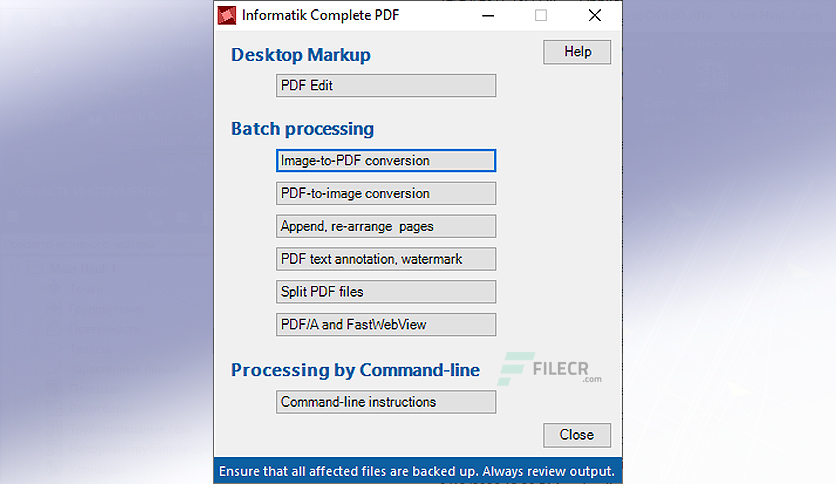 Informatik Complete PDF
Desktop Markup
Help
PDF Edit
Batch processing
Image-to-PDF conversion
PDF-to-image conversion
Append, re-arrange pages
PDF text annotation, watermark
Split PDF files
PDF/A and FastWebView
Processing by Command-line
FILECR
.com
Command-line instructions
Close
Ensure that all affected files are backed up. Always review output.